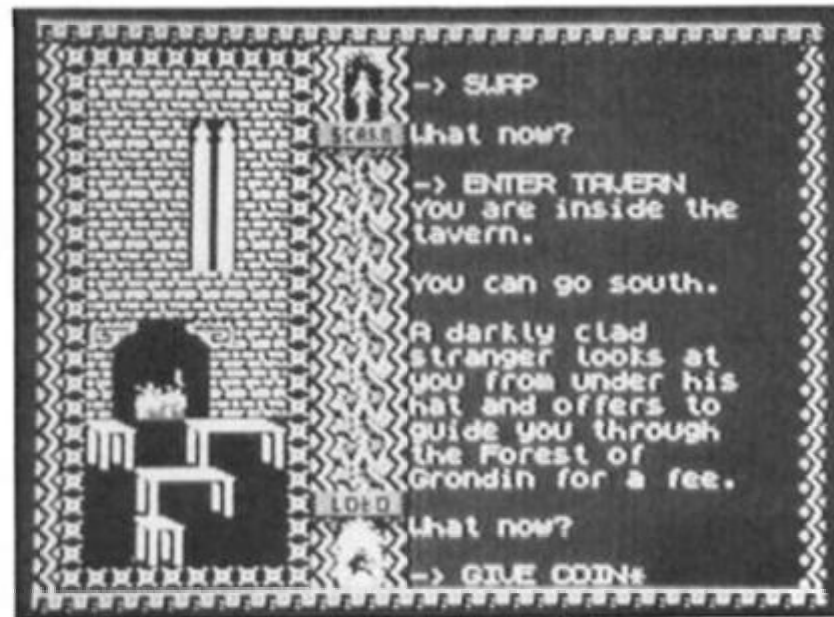 -> SWAP
What now?
-> ENTER TAVERN
You are inside the
tavern.
You can go south.
A darkly clad
stranger looks at
you from under his
hat and offers to
guide you through
the Forest of
Grondin for a fee.
What now?
-> GIVE COIN*